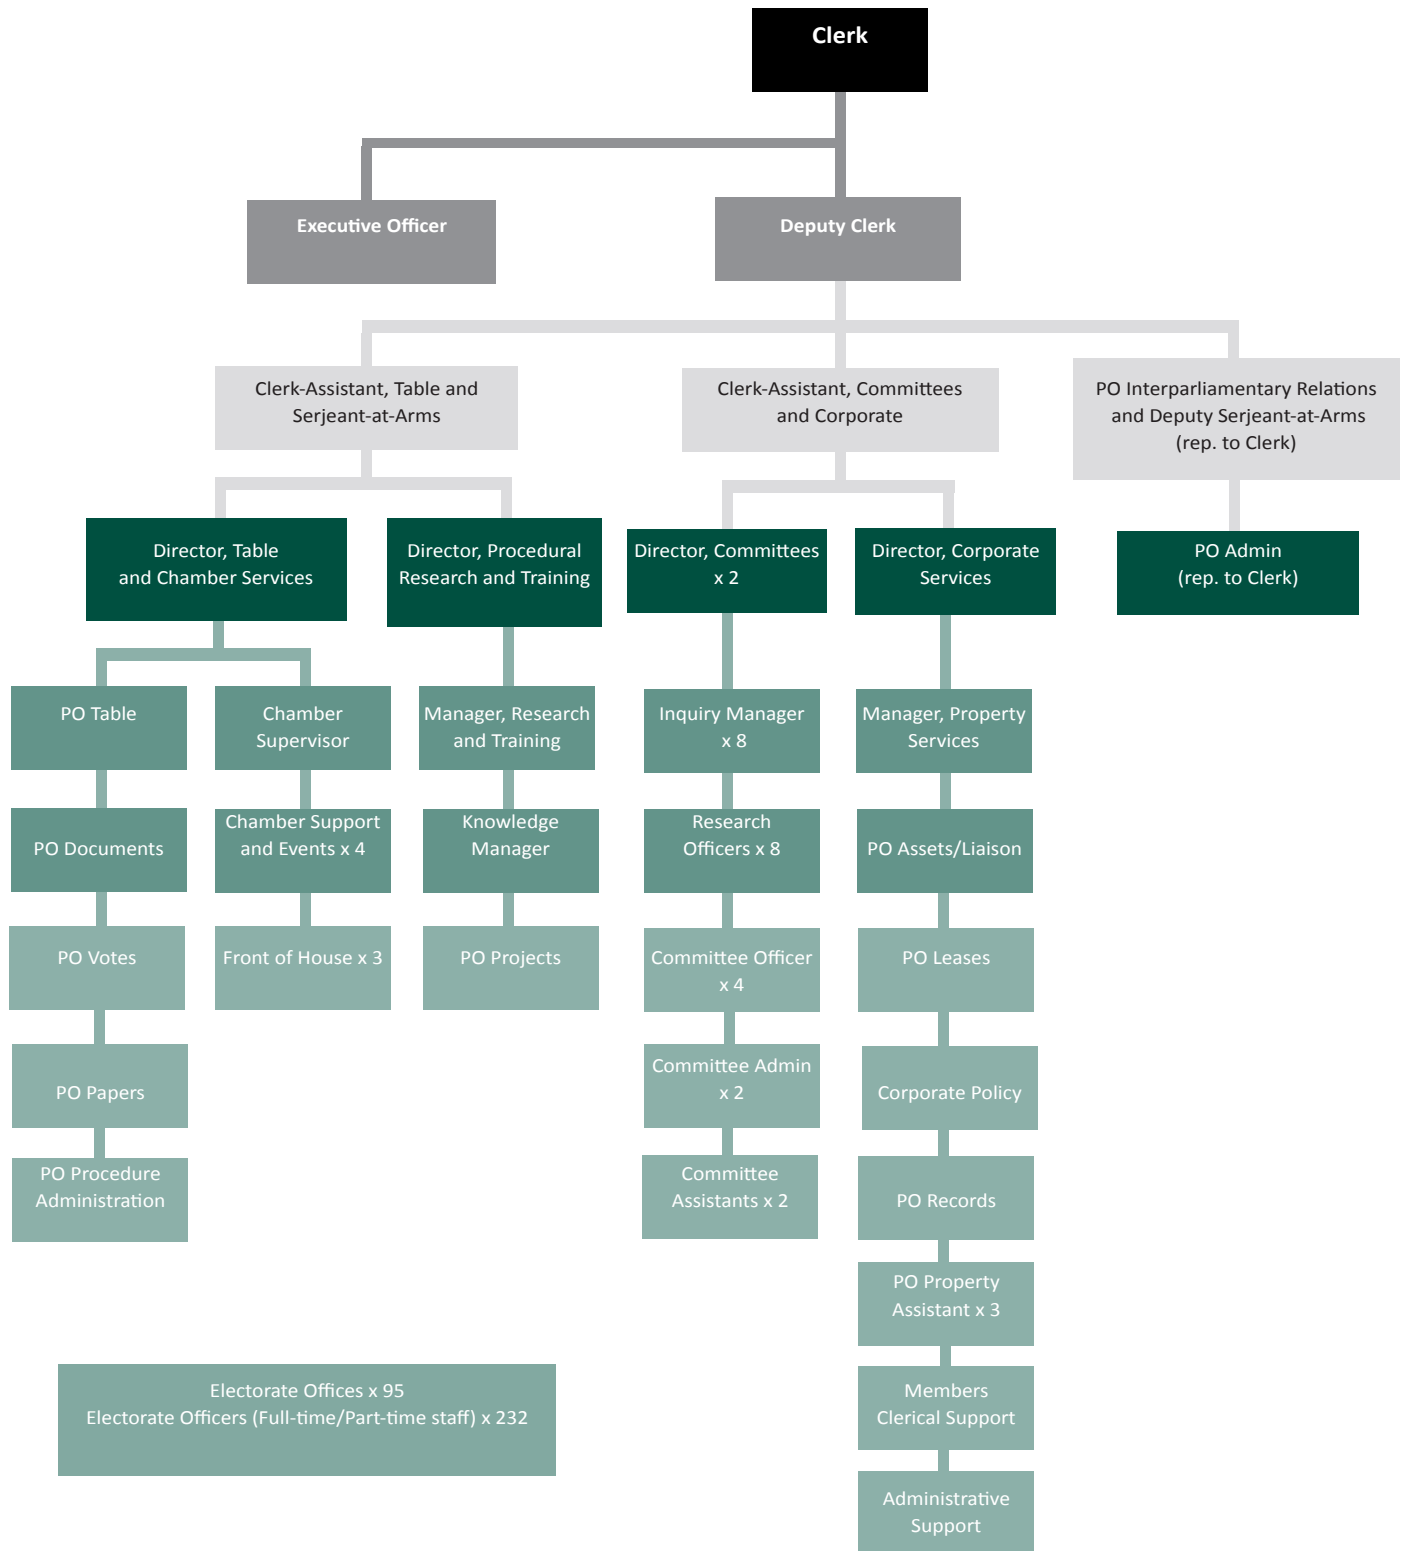 Clerk
Executive Officer
Deputy Clerk
Clerk-Assistant, Table and
Serjeant-at-Arms
Clerk-Assistant, Committees
and Corporate
PO Interparliamentary Relations
and Deputy Serjeant-at-Arms
(rep. to Clerk)
Director, Table
and Chamber Services
Director, Procedural
Research and Training
Director, Committees
x 2
Director, Corporate
Services
PO Admin
(rep. to Clerk)
PO Table
Chamber
Supervisor
Manager, Research
and Training
Inquiry Manager
x 8
Manager, Property
Services
PO Documents
Chamber Support
and Events x 4
Knowledge
Manager
Research
Officers x 8
PO Assets/Liaison
PO Votes
Front of House x 3
PO Projects
Committee Officer
x 4
PO Leases
PO Papers
Committee Admin
x 2
Corporate Policy
PO Procedure
Administration
Committee
Assistants x 2
PO Records
PO Property
Assistant x 3
Electorate Offices x 95
Electorate Officers (Full-time/Part-time staff) x 232
Members
Clerical Support
Administrative
Support